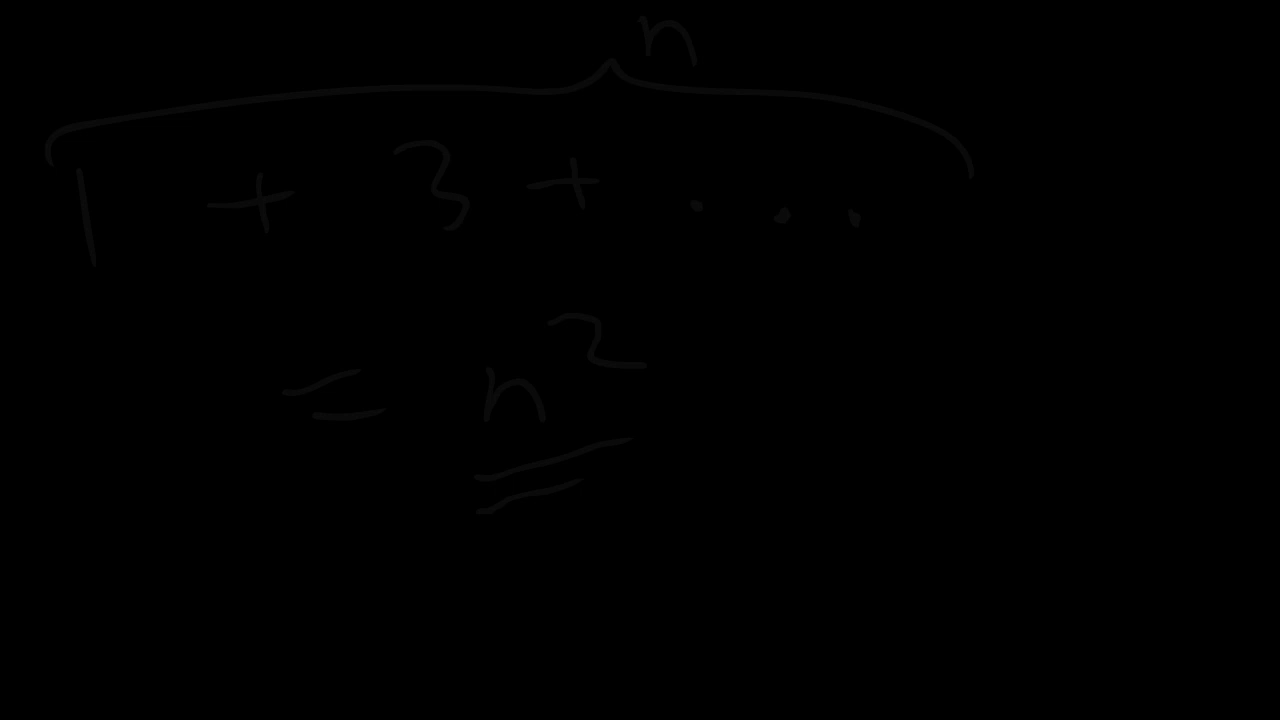 n
1 + 3 + ...
= n²